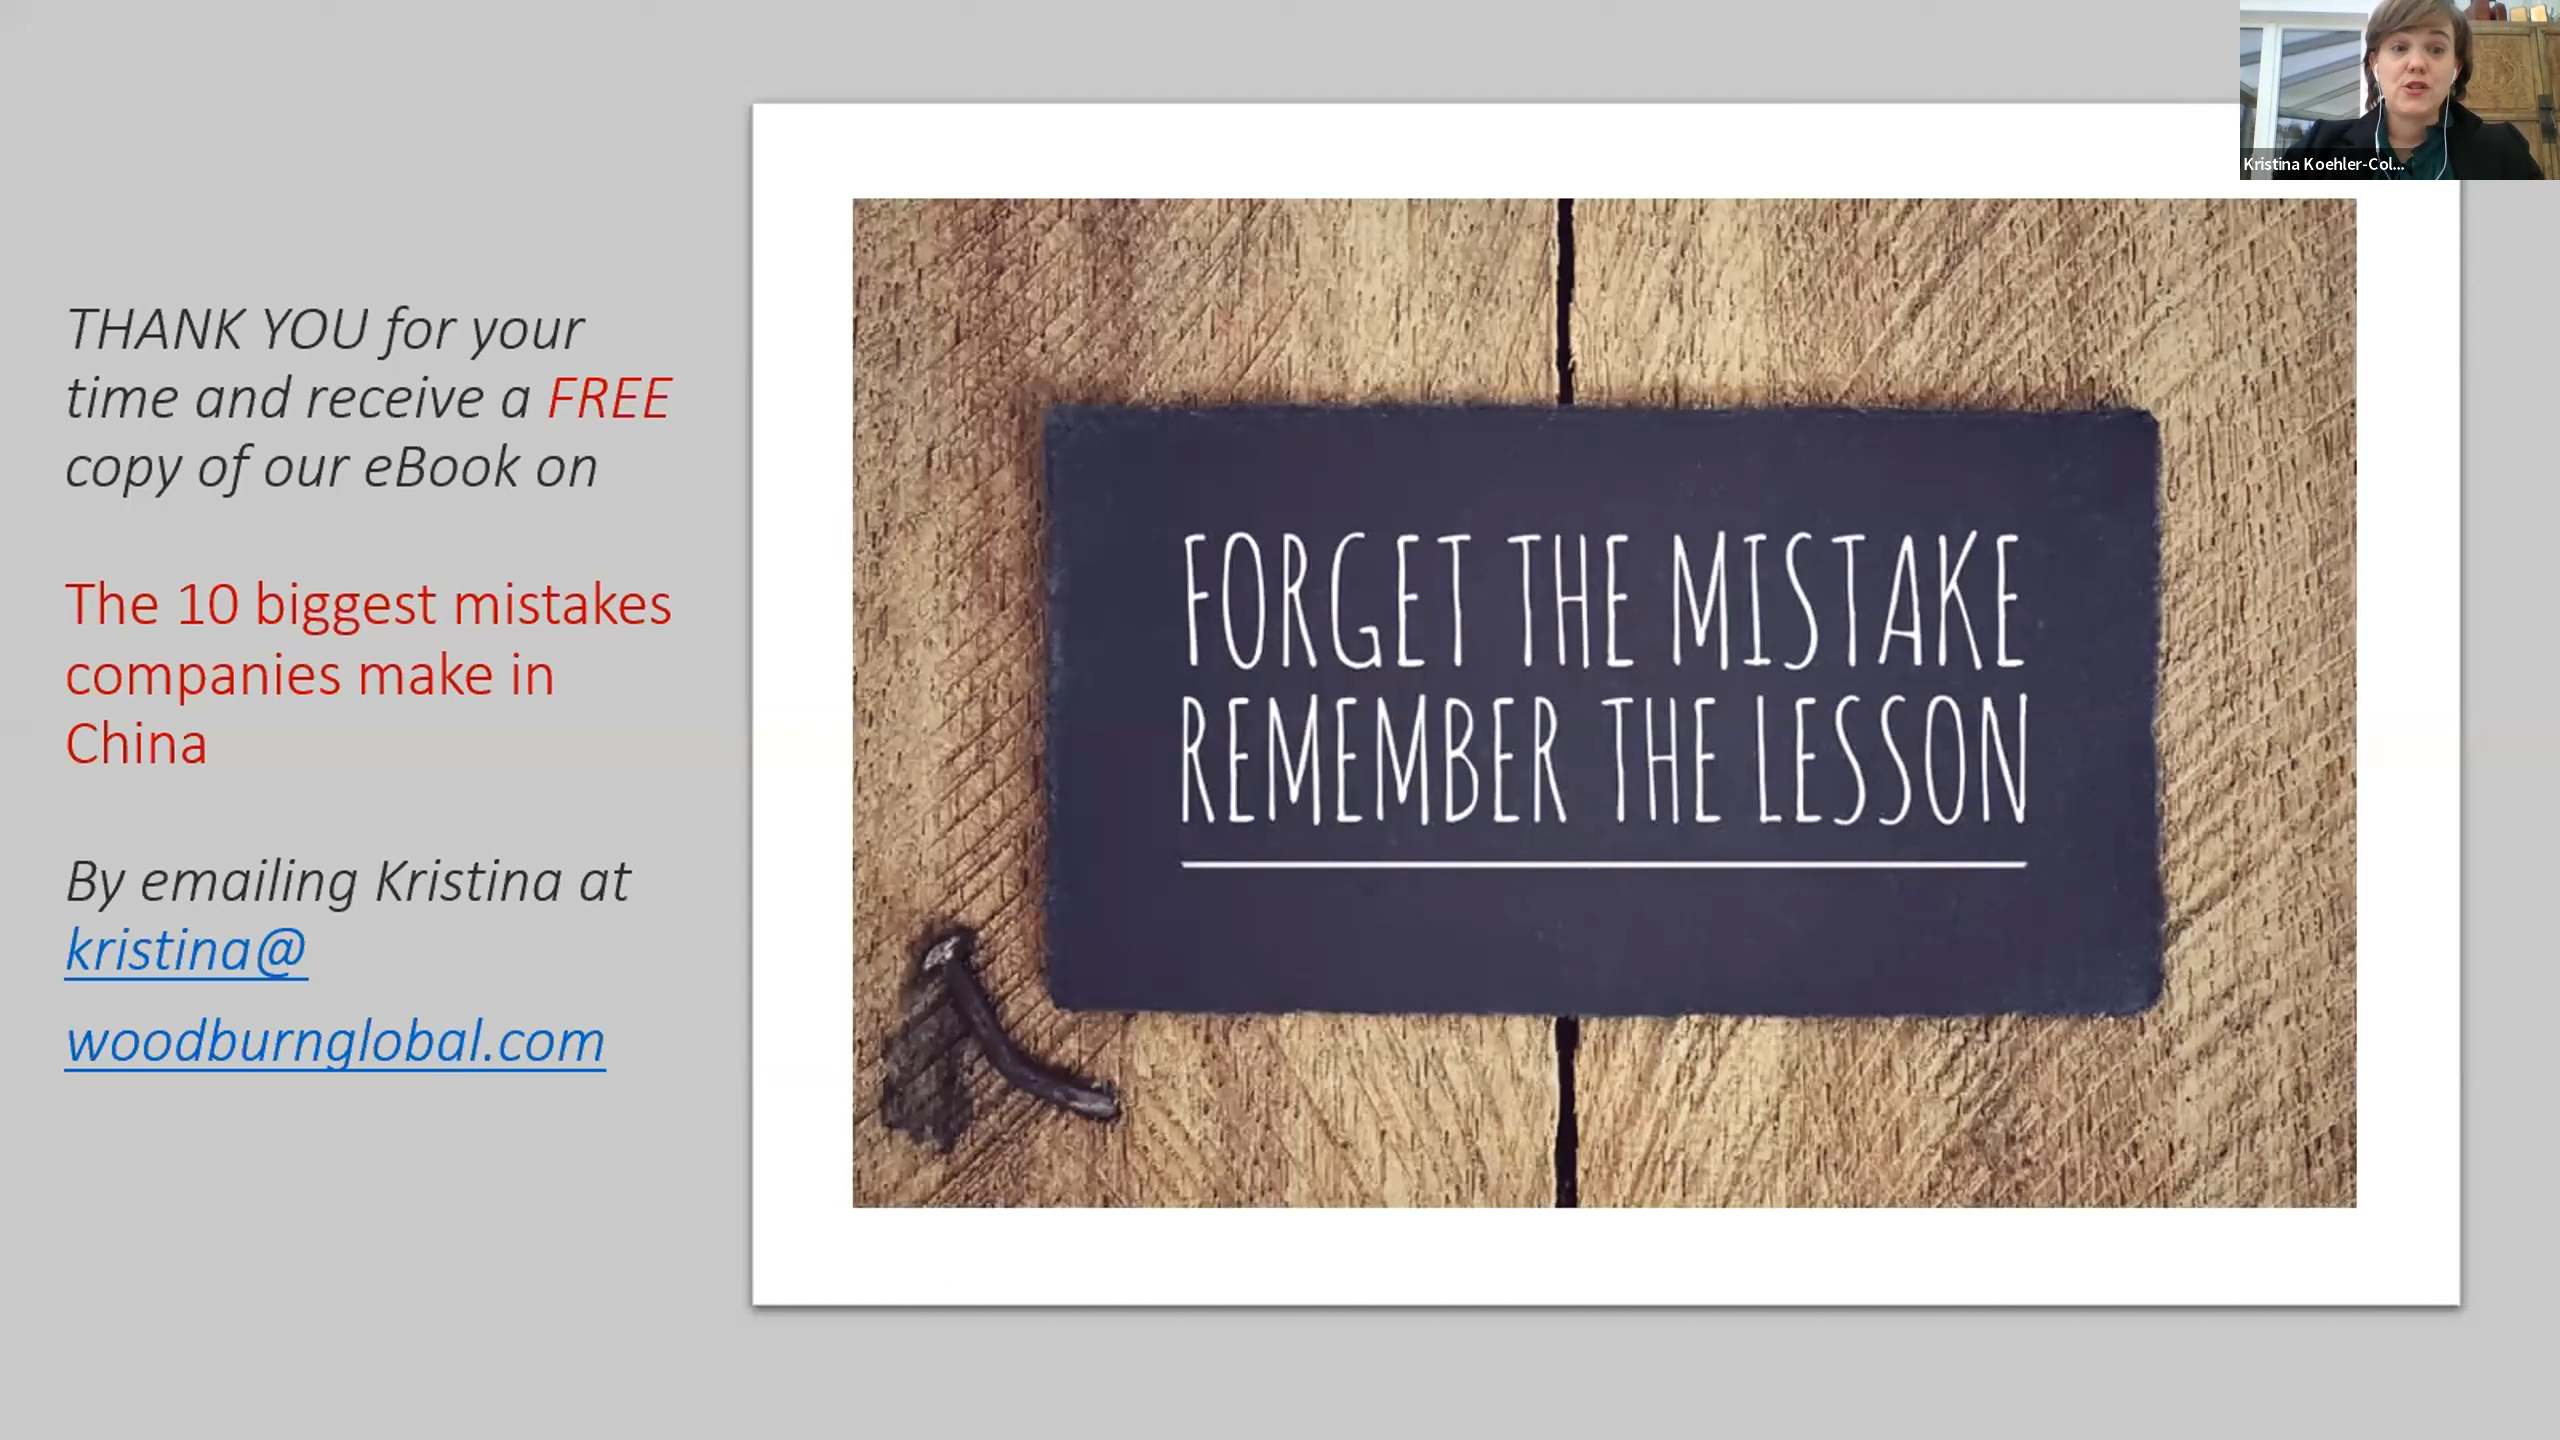 THANK YOU for your
time and receive a FREE
copy of our eBook on
The 10 biggest mistakes
companies make in
China
By emailing Kristina at
kristina@
woodburnglobal.com
FORGET THE MISTAKE
REMEMBER THE LESSON
Kristina Koehler-Col...